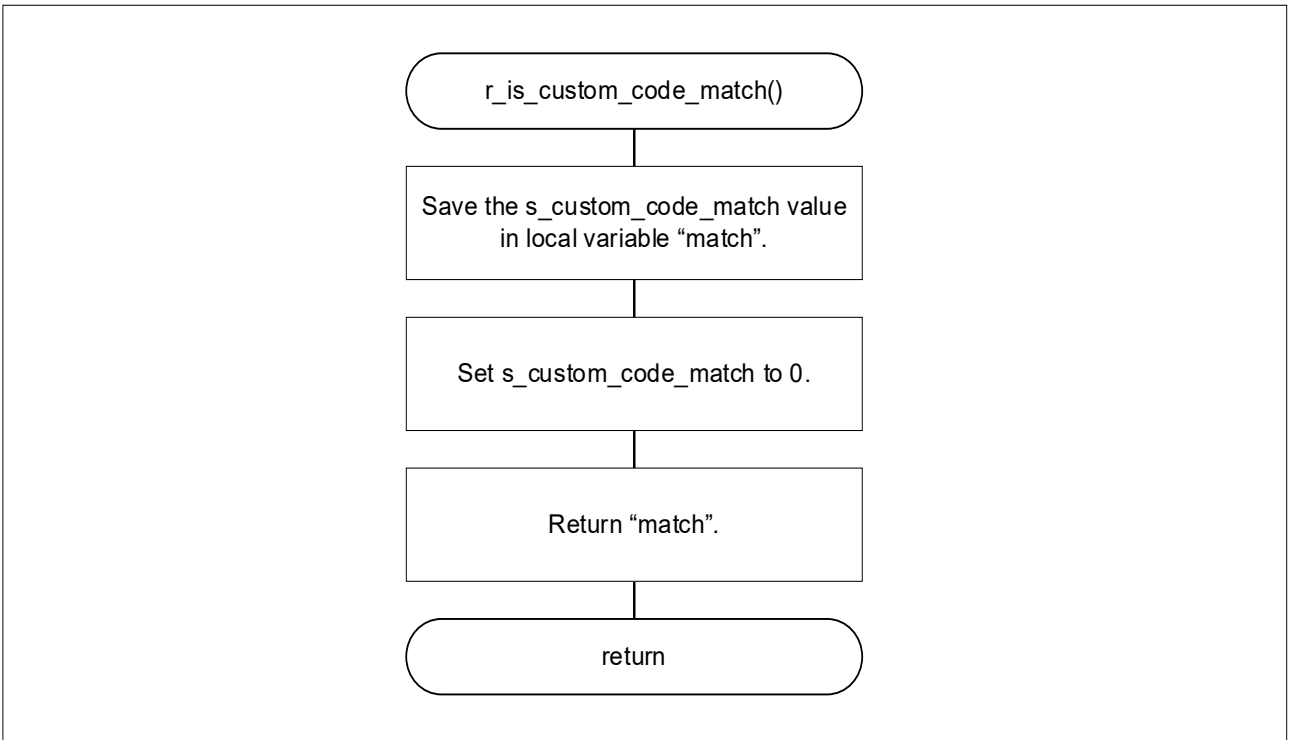 r_is_custom_code_match()
Save the s_custom_code_match value
in local variable “match”.
Set s_custom_code_match to 0.
Return “match”.
return